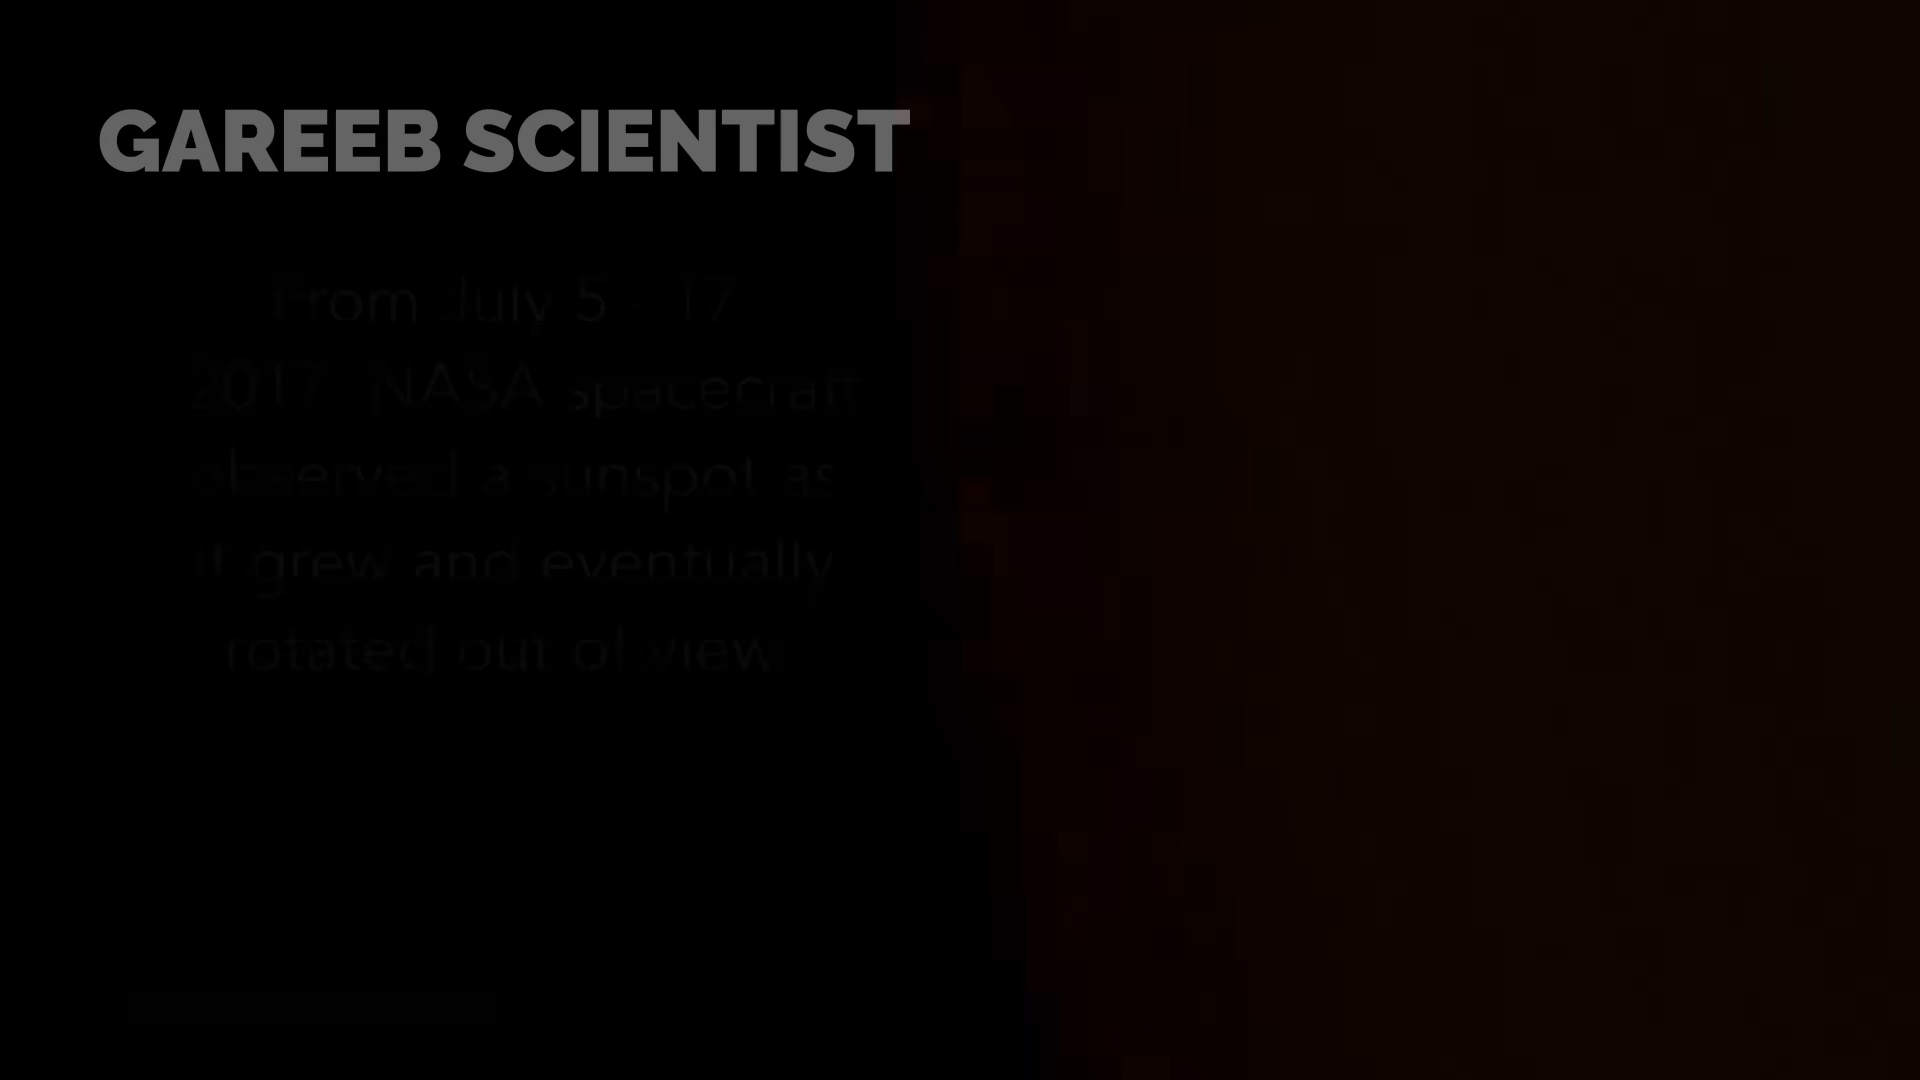 GAREEB SCIENTIST
From July 5 - 17
2017 NASA spacecraft
observed a sunspot as
it grew and eventually
rotated out of view